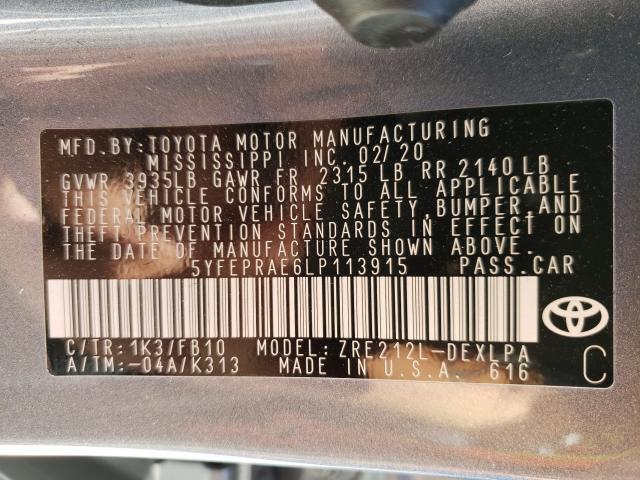 MFD.BY:TOYOTA MOTOR MANUFACTURING
MISSISSIPPI INC. 02/20
GVWR 3935LB GAWR FR 2315 LB RR 2140 LB
THIS VEHICLE CONFORMS TO ALL APPLICABLE
FEDERAL MOTOR VEHICLE SAFETY,BUMPER,AND
THEFT PREVENTION STANDARDS IN EFFECT ON
THE DATE OF MANUFACTURE SHOWN ABOVE.
5YFEPRAE6LP113915 PASS.CAR
C/TR:1K3/FB10 MODEL:ZRE212L-DEXLPA
A/TM:-04A/K313 MADE IN U.S.A. 616
TOYOTA
C